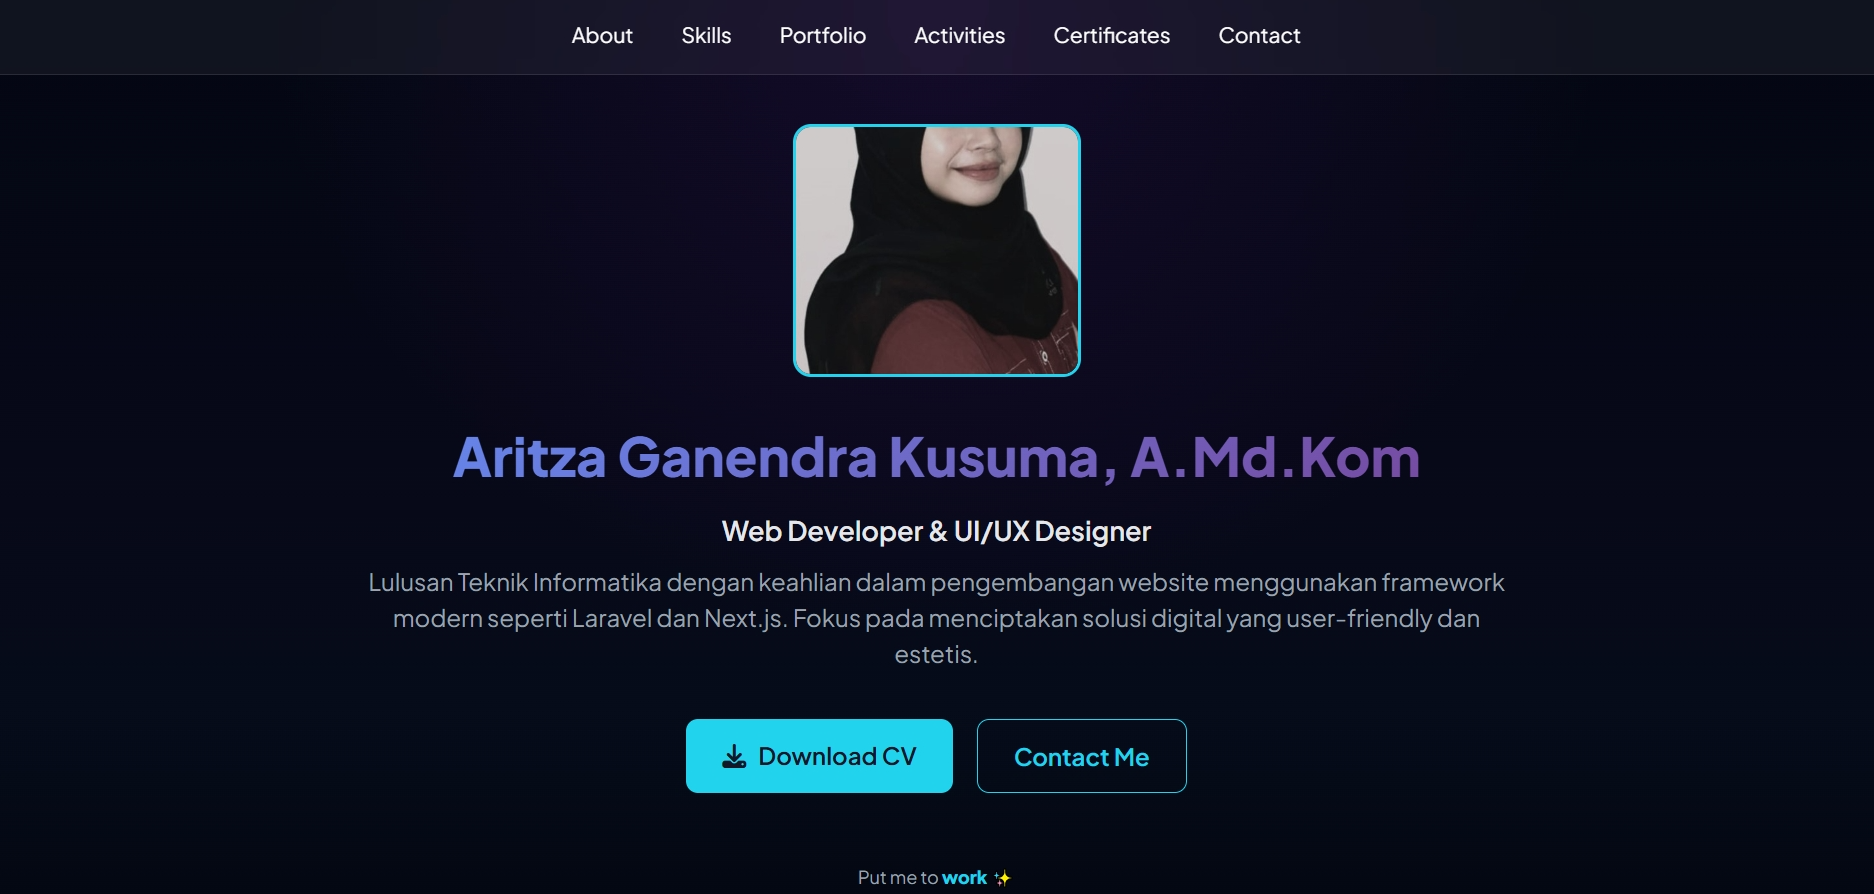 About Skills Portfolio Activities Certificates Contact
Aritza Ganendra Kusuma, A.Md.Kom
Web Developer & UI/UX Designer
Lulusan Teknik Informatika dengan keahlian dalam pengembangan website menggunakan framework
modern seperti Laravel dan Next.js. Fokus pada menciptakan solusi digital yang user-friendly dan
estetis.
Download CV Contact Me
Put me to work ✨